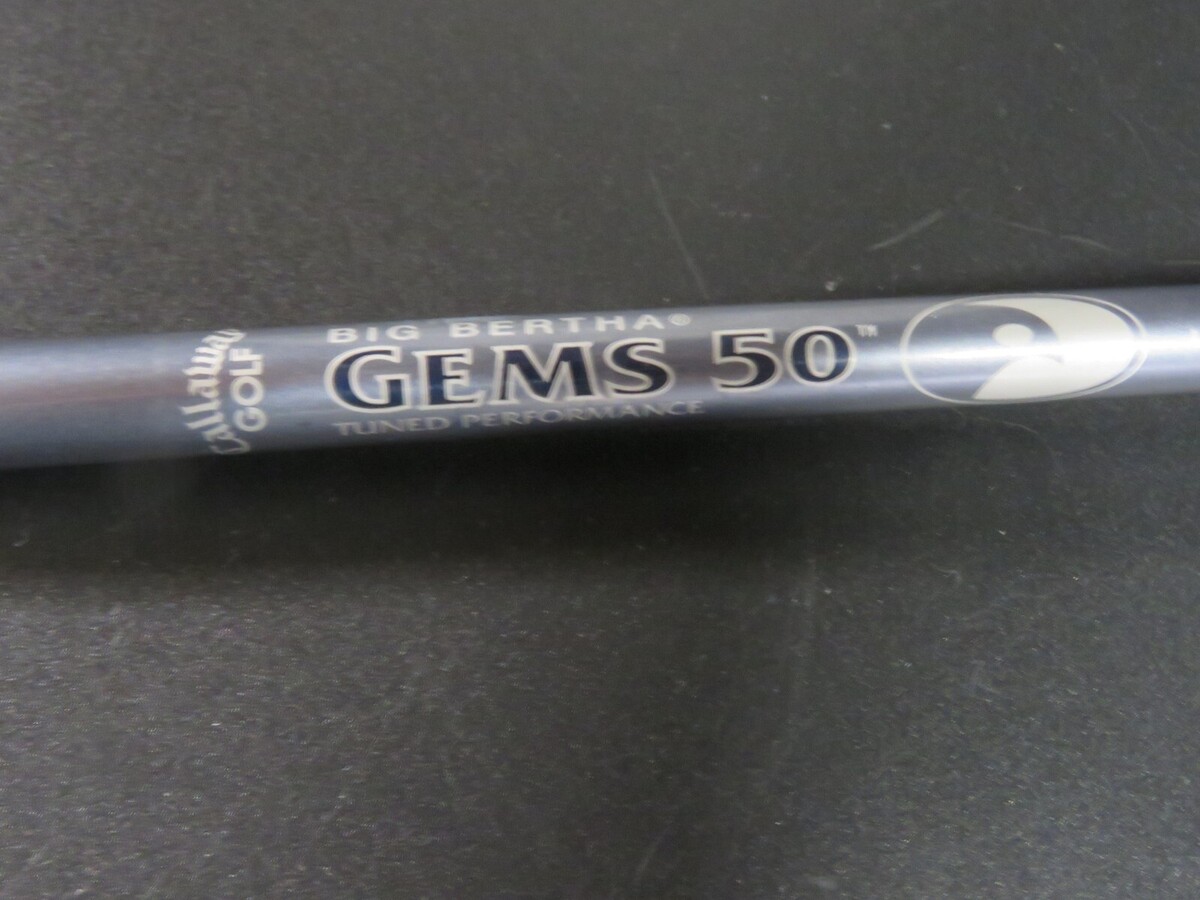 Callaway
GOLF
BIG BERTHA®
GEMS 50™
TUNED PERFORMANCE